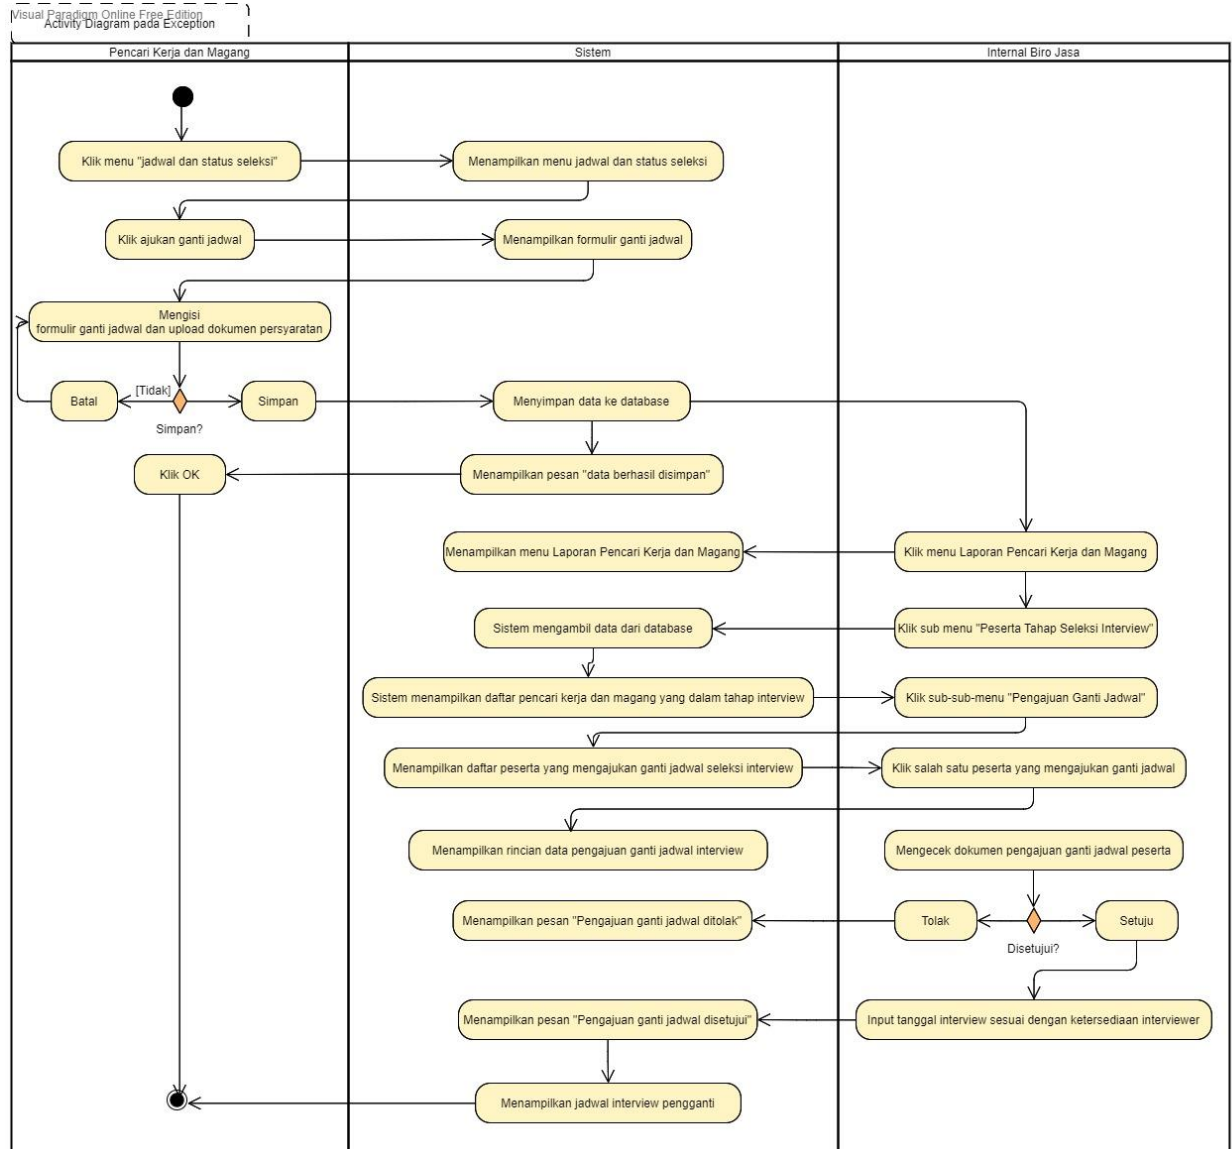 Visual Paradigm Online Free Edition
Activity Diagram pada Exception
Pencari Kerja dan Magang
Sistem
Internal Biro Jasa
Klik menu "jadwal dan status seleksi"
Menampilkan menu jadwal dan status seleksi
Klik ajukan ganti jadwal
Menampilkan formulir ganti jadwal
Mengisi
formulir ganti jadwal dan upload dokumen persyaratan
Batal
[Tidak]
Simpan
Simpan?
Menyimpan data ke database
Klik OK
Menampilkan pesan "data berhasil disimpan"
Menampilkan menu Laporan Pencari Kerja dan Magang
Klik menu Laporan Pencari Kerja dan Magang
Sistem mengambil data dari database
Klik sub menu "Peserta Tahap Seleksi Interview"
Sistem menampilkan daftar pencari kerja dan magang yang dalam tahap interview
Klik sub-sub-menu "Pengajuan Ganti Jadwal"
Menampilkan daftar peserta yang mengajukan ganti jadwal seleksi interview
Klik salah satu peserta yang mengajukan ganti jadwal
Menampilkan rincian data pengajuan ganti jadwal interview
Mengecek dokumen pengajuan ganti jadwal peserta
Menampilkan pesan "Pengajuan ganti jadwal ditolak"
Tolak
Setuju
Disetujui?
Menampilkan pesan "Pengajuan ganti jadwal disetujui"
Input tanggal interview sesuai dengan ketersediaan interviewer
Menampilkan jadwal interview pengganti